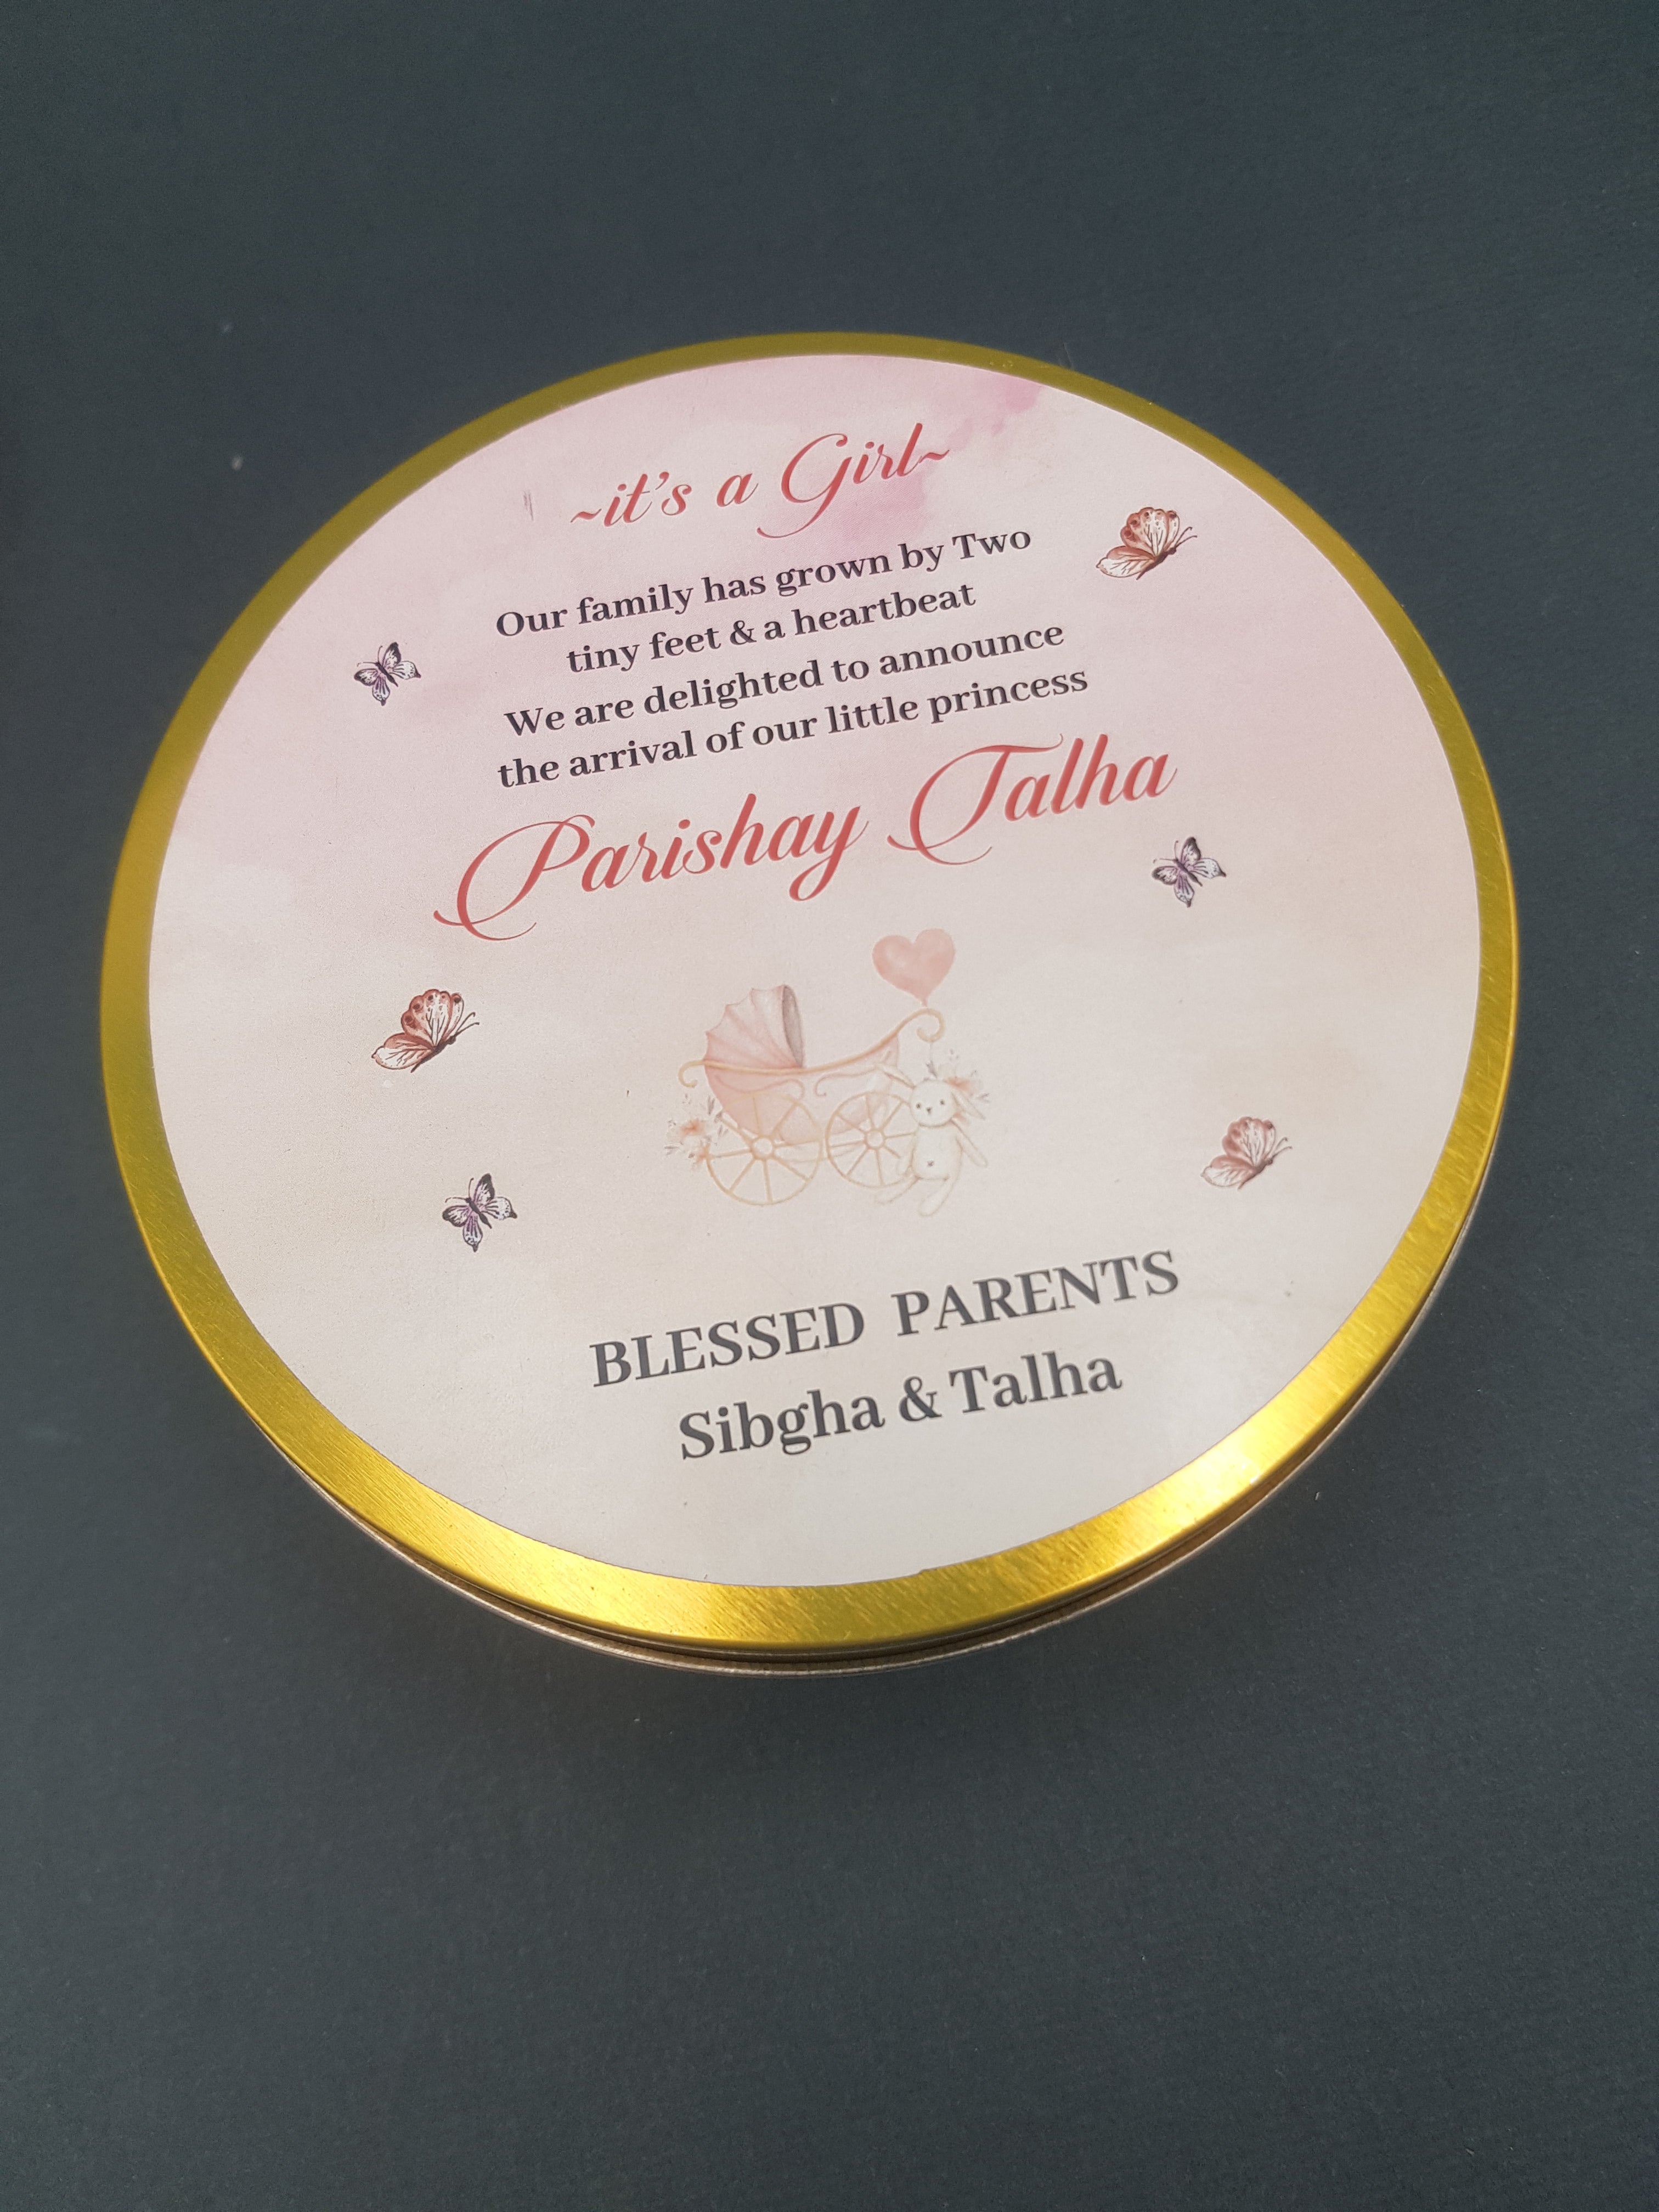 ~it's a Girl~
Our family has grown by Two
tiny feet & a heartbeat
We are delighted to announce
the arrival of our little princess
Parishay Talha
BLESSED PARENTS
Sibgha & Talha